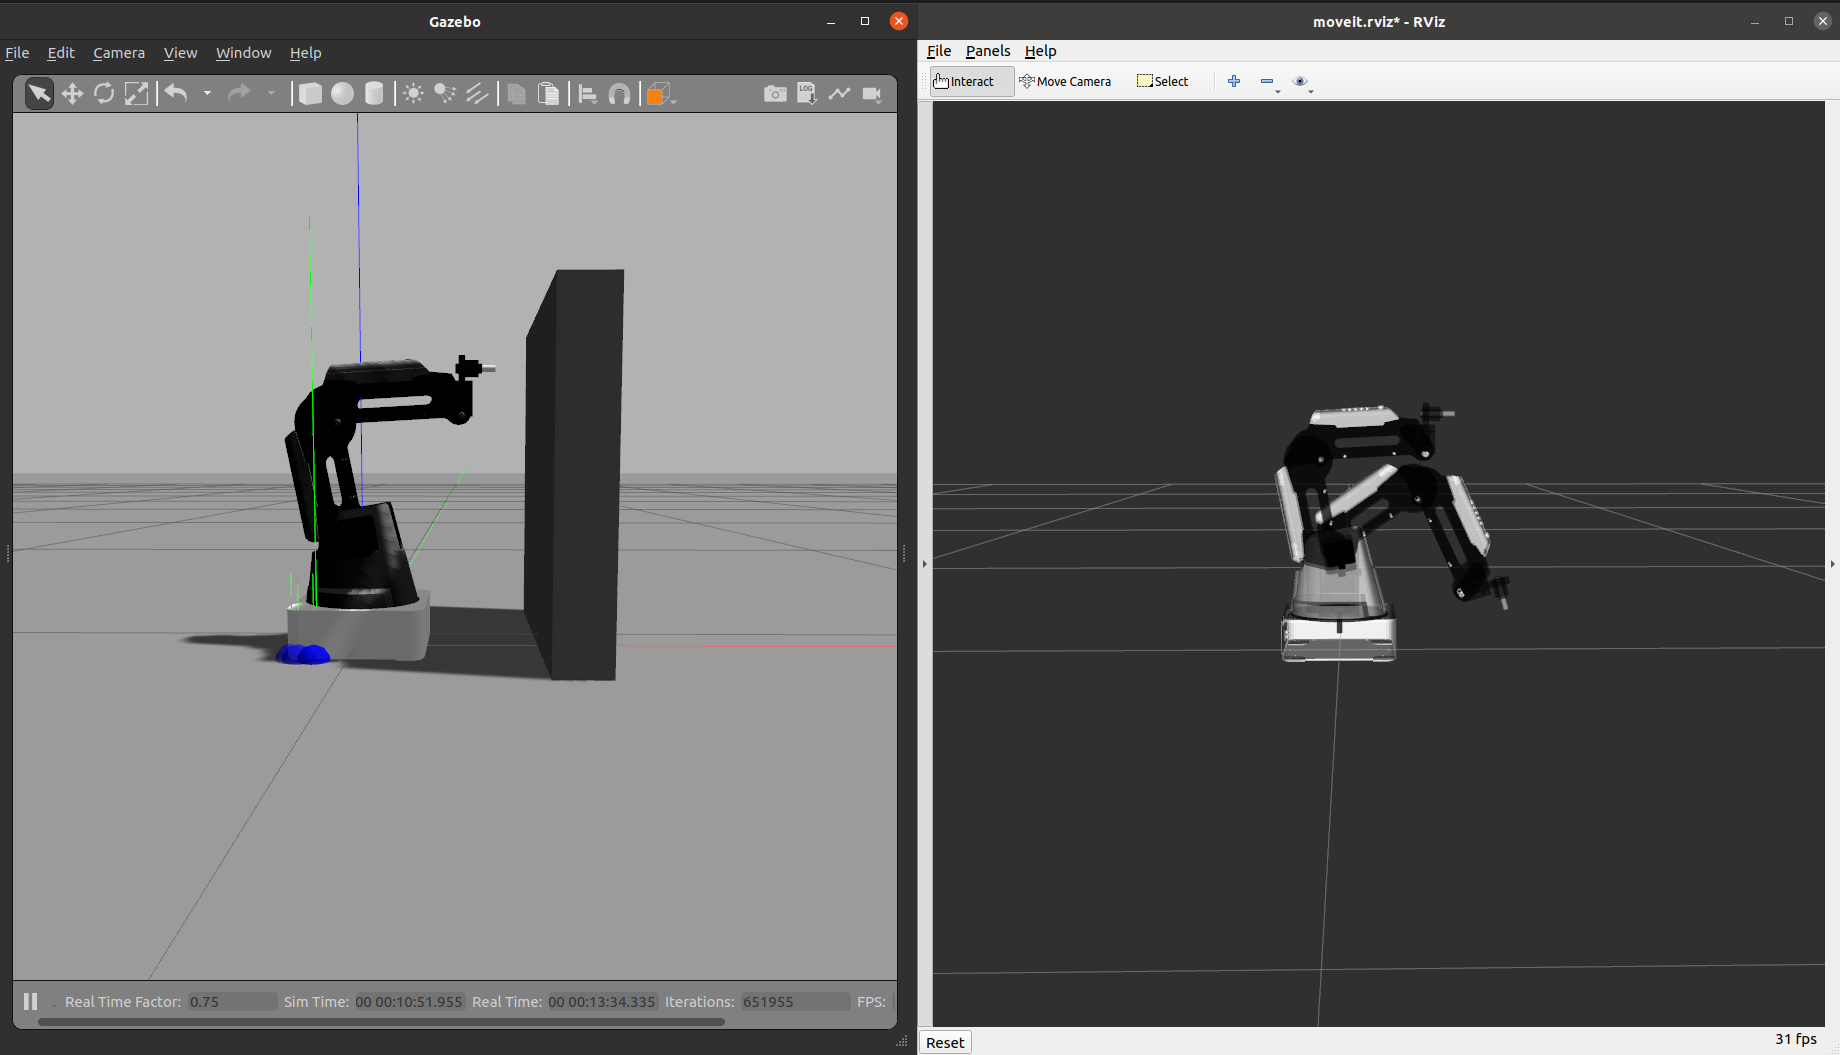 Gazebo
File Edit Camera View Window Help
LOG
Real Time Factor: 0.75 Sim Time: 00 00:10:51.955 Real Time: 00 00:13:34.335 Iterations: 651955 FPS:
moveit.rviz* - RViz
File Panels Help
Interact Move Camera Select
Reset 31 fps